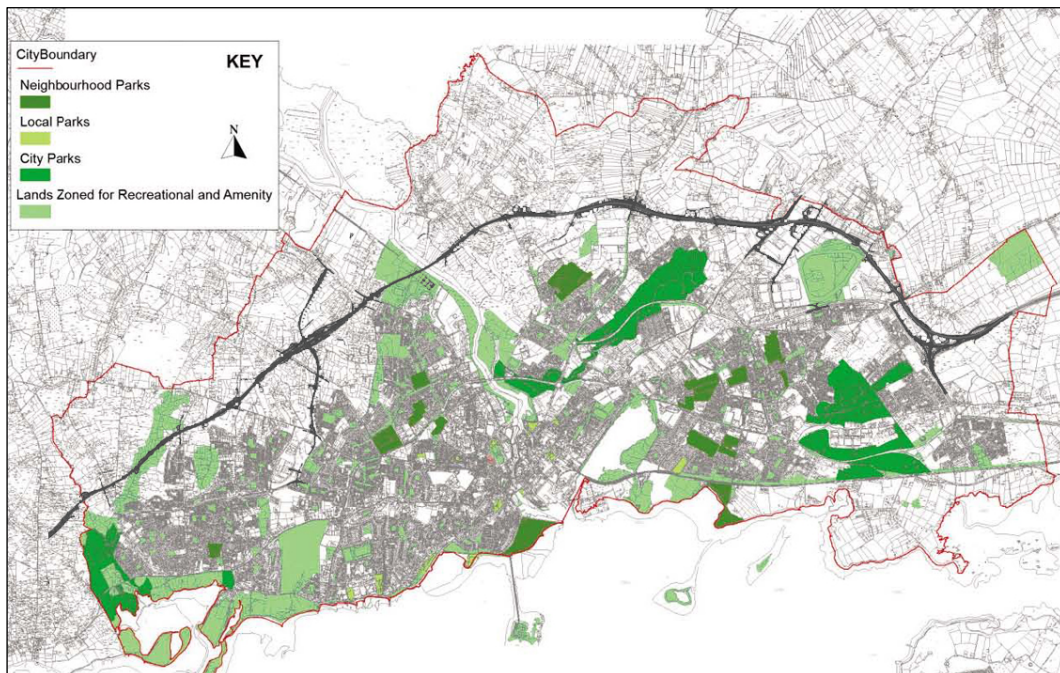 CityBoundary
KEY
Neighbourhood Parks
Local Parks
N
City Parks
Lands Zoned for Recreational and Amenity